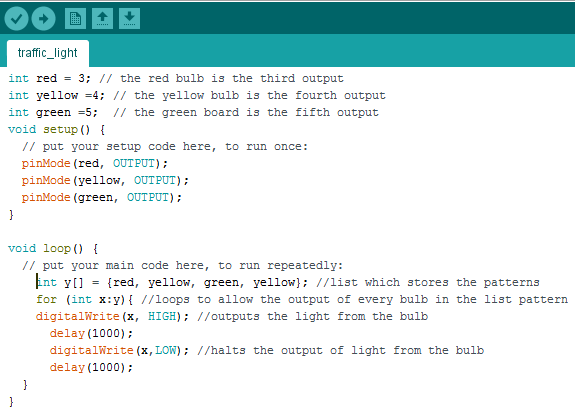 traffic_light
int red = 3; // the red bulb is the third output
int yellow =4; // the yellow bulb is the fourth output
int green =5;  // the green board is the fifth output
void setup() {
  // put your setup code here, to run once:
  pinMode(red, OUTPUT);
  pinMode(yellow, OUTPUT);
  pinMode(green, OUTPUT);
}

void loop() {
  // put your main code here, to run repeatedly:
    int y[] = {red, yellow, green, yellow}; //list which stores the patterns
    for (int x:y){ //loops to allow the output of every bulb in the list pattern
    digitalWrite(x, HIGH); //outputs the light from the bulb
      delay(1000);
      digitalWrite(x,LOW); //halts the output of light from the bulb
      delay(1000);
  }
}